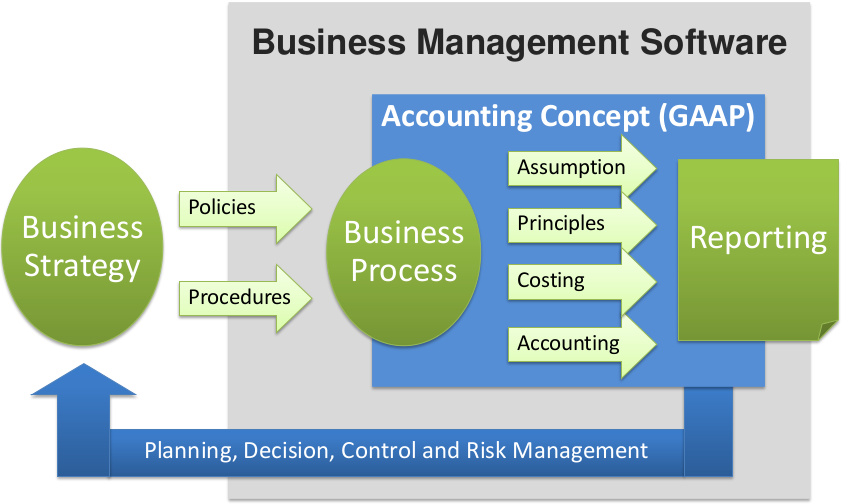 Business Management Software
Accounting Concept (GAAP)
Business
Strategy
Policies
Procedures
Business
Process
Assumption
Principles
Costing
Accounting
Reporting
Planning, Decision, Control and Risk Management